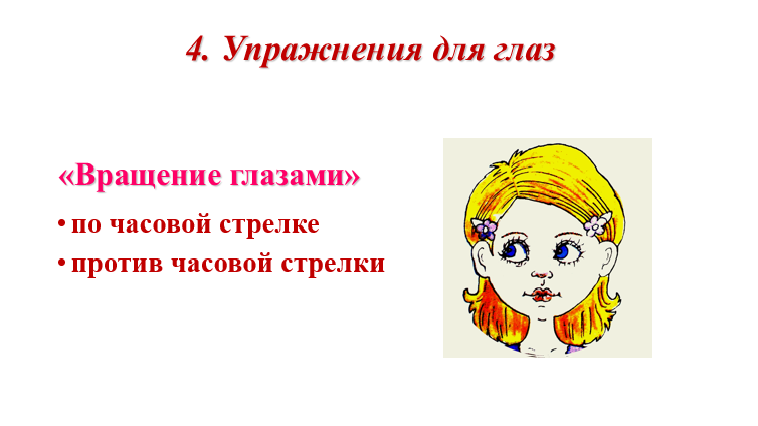 4. Упражнения для глаз
«Вращение глазами»
• по часовой стрелке
• против часовой стрелки